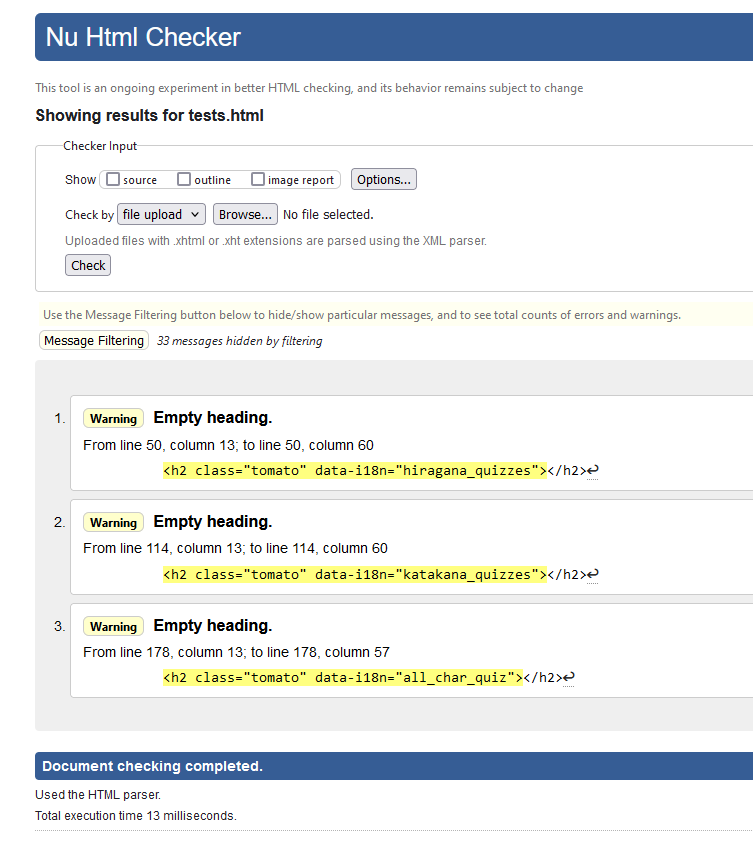 Nu Html Checker
This tool is an ongoing experiment in better HTML checking, and its behavior remains subject to change
Showing results for tests.html
Checker Input
Show source outline image report Options...
Check by file upload Browse... No file selected.
Uploaded files with .xhtml or .xht extensions are parsed using the XML parser.
Check
Use the Message Filtering button below to hide/show particular messages, and to see total counts of errors and warnings.
Message Filtering 33 messages hidden by filtering
1. Warning Empty heading.
From line 50, column 13; to line 50, column 60
<h2 class="tomato" data-i18n="hiragana_quizzes"></h2>↩
2. Warning Empty heading.
From line 114, column 13; to line 114, column 60
<h2 class="tomato" data-i18n="katakana_quizzes"></h2>↩
3. Warning Empty heading.
From line 178, column 13; to line 178, column 57
<h2 class="tomato" data-i18n="all_char_quiz"></h2>↩
Document checking completed.
Used the HTML parser.
Total execution time 13 milliseconds.